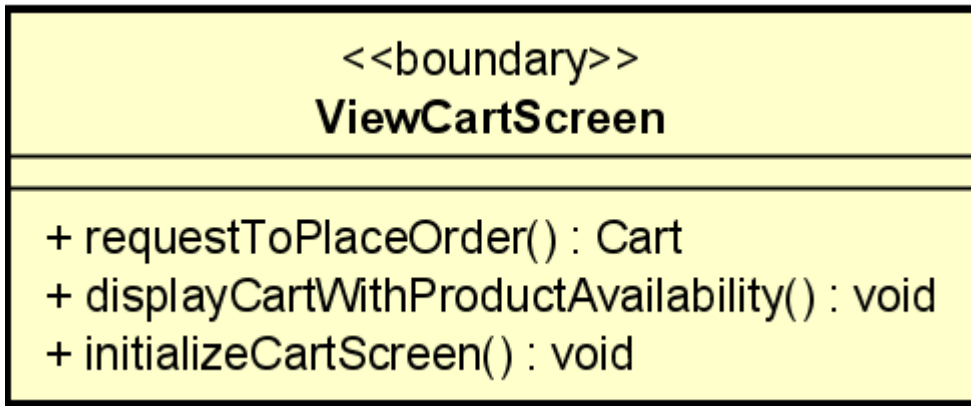 <<boundary>>
ViewCartScreen
+ requestToPlaceOrder() : Cart
+ displayCartWithProductAvailability() : void
+ initializeCartScreen() : void